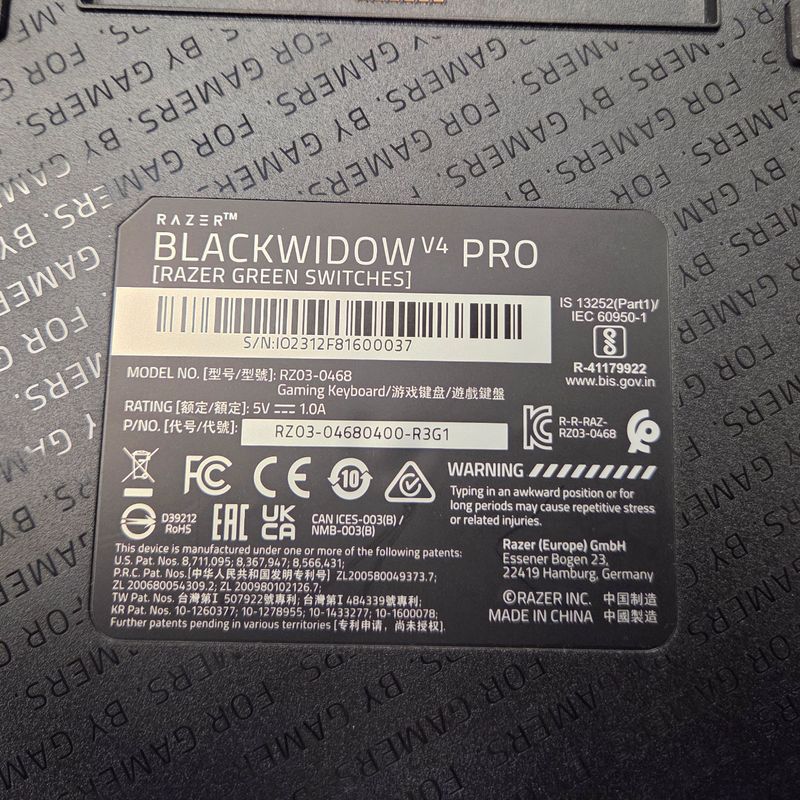 FOR GAMERS. BY GAMERS.
RAZER™
BLACKWIDOW V4 PRO
[RAZER GREEN SWITCHES]
S/N:IO2312F81600037
IS 13252(Part1)/
IEC 60950-1
R-41179922
www.bis.gov.in
MODEL NO. [型号/型號]: RZ03-0468
Gaming Keyboard/游戏键盘/遊戲鍵盤
RATING [额定/額定]: 5V ⎓ 1.0A
P/NO. [代号/代號]: RZ03-04680400-R3G1
R-R-RAZ-
RZ03-0468
FC CE 10
WARNING
Typing in an awkward position or for
long periods may cause repetitive stress
or related injuries.
D39212
RoHS
EAC UKCA
CAN ICES-003(B) /
NMB-003(B)
This device is manufactured under one or more of the following patents:
U.S. Pat. Nos. 8,711,095; 8,367,947; 8,566,431;
P.R.C. Pat. Nos. [中华人民共和国发明专利号] ZL200580049373.7;
ZL 200680054309.2; ZL 200980102126.7;
TW Pat. Nos. 台灣第I 507922號專利; 台灣第I 484339號專利;
KR Pat. Nos. 10-1260377; 10-1278955; 10-1433277; 10-1600078;
Further patents pending in various territories [专利申请，尚未授权].
Razer (Europe) GmbH
Essener Bogen 23,
22419 Hamburg, Germany
©RAZER INC. 中国制造
MADE IN CHINA 中國製造